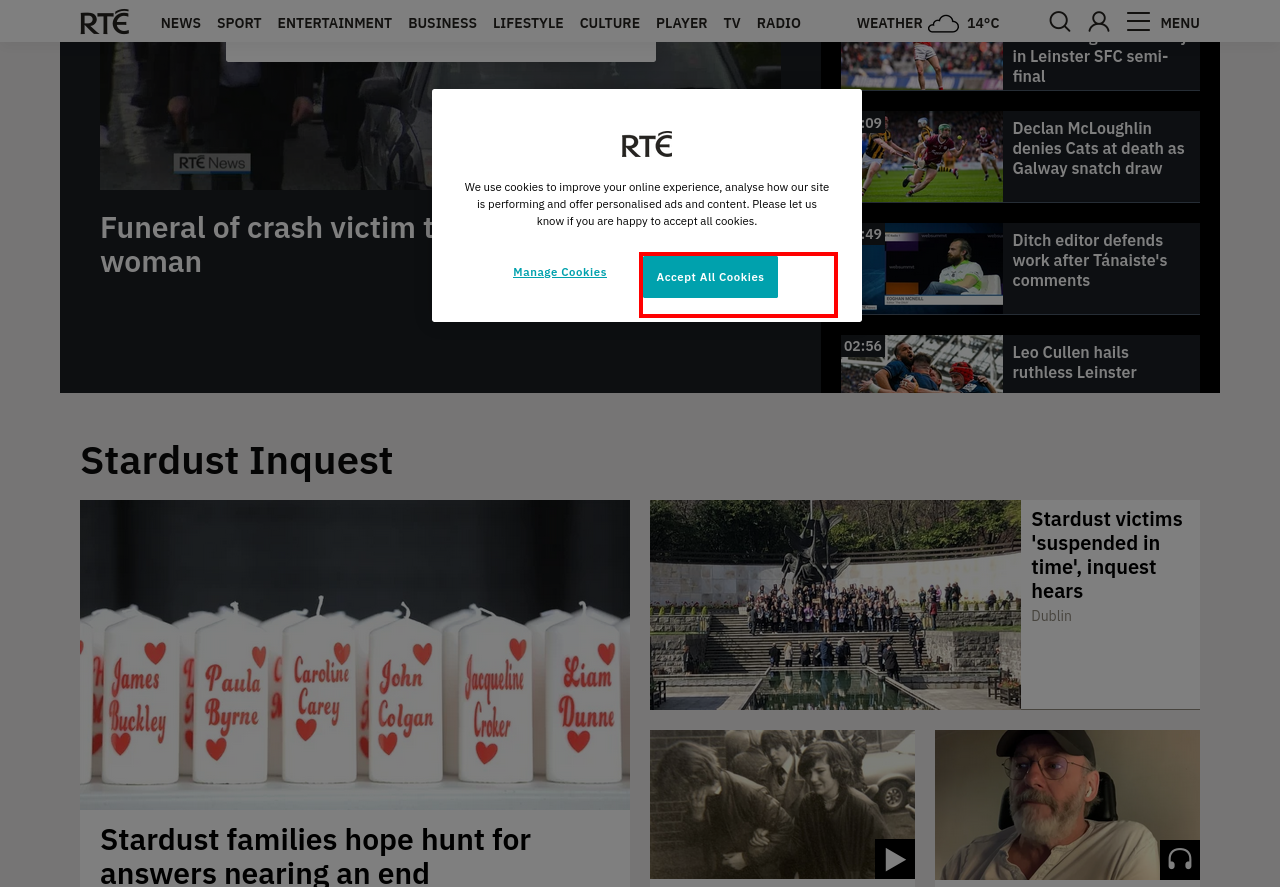 RTÉ NEWS SPORT ENTERTAINMENT BUSINESS LIFESTYLE CULTURE PLAYER TV RADIO WEATHER 14°C MENU
RTÉ News
Funeral of crash victim
woman
in Leinster SFC semi-
final
:09
Declan McLoughlin
denies Cats at death as
Galway snatch draw
:49
Ditch editor defends
work after Tánaiste's
comments
02:56
Leo Cullen hails
ruthless Leinster
RTÉ
We use cookies to improve your online experience, analyse how our site
is performing and offer personalised ads and content. Please let us
know if you are happy to accept all cookies.
Manage Cookies
Accept All Cookies
Stardust Inquest
James
Buckley
Paula
Byrne
Caroline
Carey
John
Colgan
Jacqueline
Croker
Liam
Dunne
Stardust families hope hunt for
answers nearing an end
Stardust victims
'suspended in
time', inquest
hears
Dublin